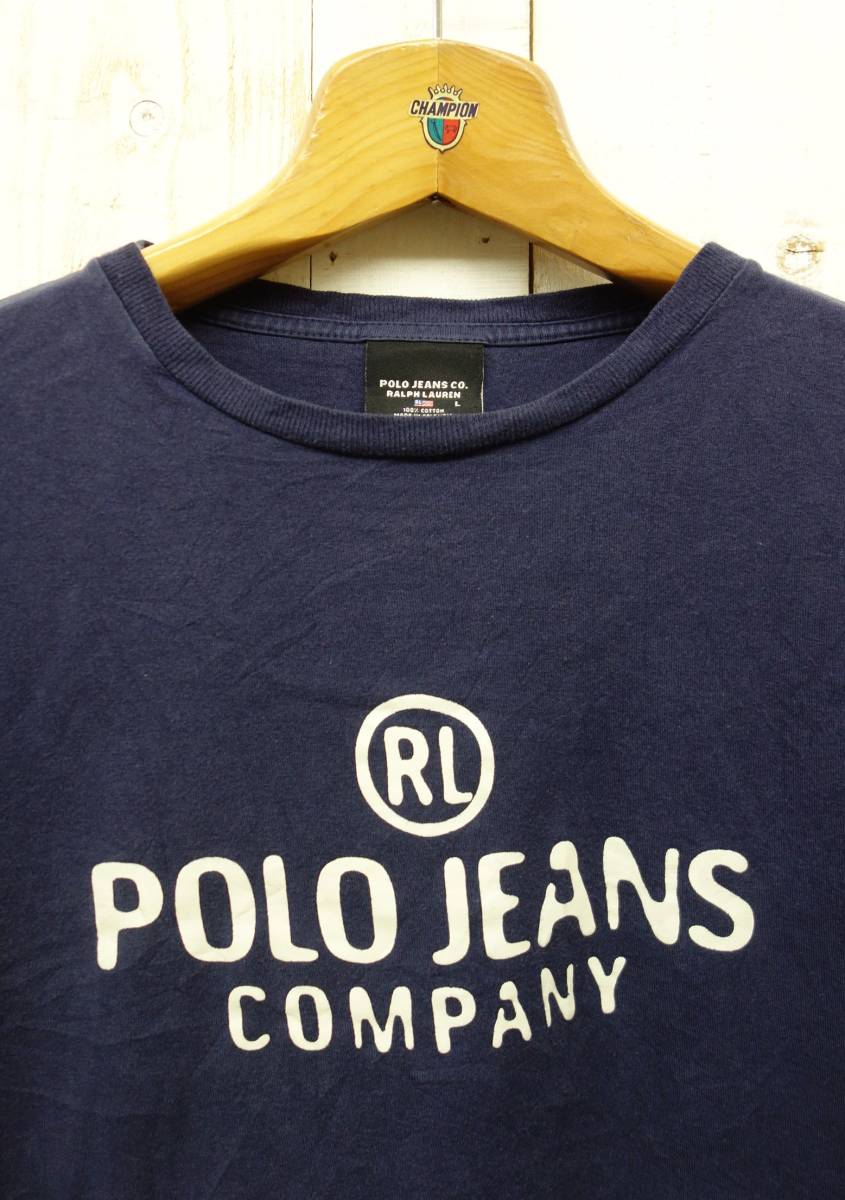 CHAMPION
POLO JEANS CO.
RALPH LAUREN
L
100% COTTON
RL
POLO JEANS
COMPANY